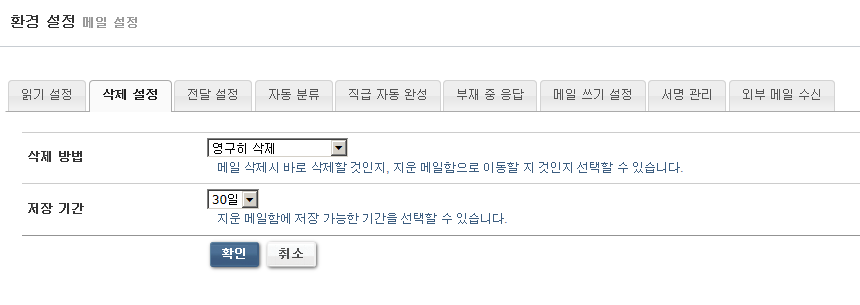 환경 설정 메일 설정
읽기 설정 삭제 설정 전달 설정 자동 분류 직급 자동 완성 부재 중 응답 메일 쓰기 설정 서명 관리 외부 메일 수신
삭제 방법 영구히 삭제
메일 삭제시 바로 삭제할 것인지, 지운 메일함으로 이동할 지 것인지 선택할 수 있습니다.
저장 기간 30일
지운 메일함에 저장 가능한 기간을 선택할 수 있습니다.
확인 취소